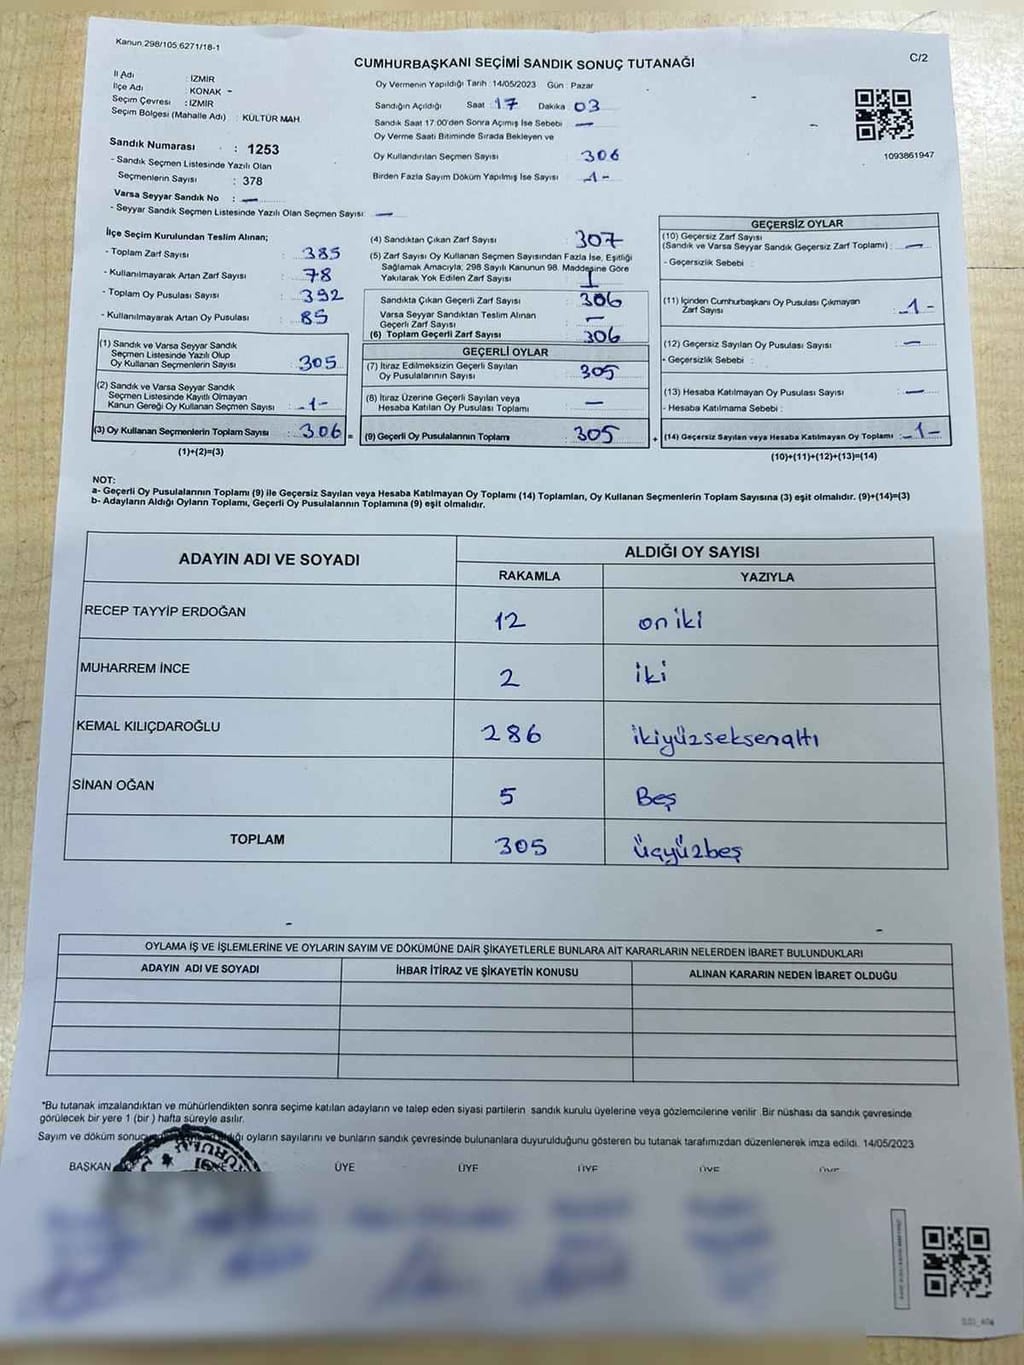 Kanun 298/105 6271/18-1
C/2
CUMHURBAŞKANI SEÇİMİ SANDIK SONUÇ TUTANAĞI
İl Adı : İZMİR
İlçe Adı : KONAK -
Seçim Çevresi : İZMİR
Seçim Bölgesi (Mahalle Adı) : KÜLTÜR MAH.
Oy Vermenin Yapıldığı Tarih : 14/05/2023 Gün : Pazar
Sandığın Açıldığı Saat 17 Dakika 03
Sandık Saat 17:00'den Sonra Açılmış İse Sebebi : —
Oy Verme Saati Bitiminde Sırada Bekleyen ve
Oy Kullandırılan Seçmen Sayısı : 306
Birden Fazla Sayım Döküm Yapılmış İse Sayısı : -1-
1093861947
Sandık Numarası : 1253
- Sandık Seçmen Listesinde Yazılı Olan
Seçmenlerin Sayısı : 378
Varsa Seyyar Sandık No : —
- Seyyar Sandık Seçmen Listesinde Yazılı Olan Seçmen Sayısı: —
İlçe Seçim Kurulundan Teslim Alınan;
- Toplam Zarf Sayısı : 385
- Kullanılmayarak Artan Zarf Sayısı : 78
- Toplam Oy Pusulası Sayısı : 392
- Kullanılmayarak Artan Oy Pusulası : 85
(1) Sandık ve Varsa Seyyar Sandık
Seçmen Listesinde Yazılı Olup
Oy Kullanan Seçmenlerin Sayısı : 305
(2) Sandık ve Varsa Seyyar Sandık
Seçmen Listesinde Kayıtlı Olmayan
Kanun Gereği Oy Kullanan Seçmen Sayısı : -1-
(3) Oy Kullanan Seçmenlerin Toplam Sayısı : 306 =
(1)+(2)=(3)
(4) Sandıktan Çıkan Zarf Sayısı : 307
(5) Zarf Sayısı Oy Kullanan Seçmen Sayısından Fazla İse, Eşitliği
Sağlamak Amacıyla; 298 Sayılı Kanunun 98. Maddesine Göre
Yakılarak Yok Edilen Zarf Sayısı : 1
Sandıkta Çıkan Geçerli Zarf Sayısı : 306
Varsa Seyyar Sandıktan Teslim Alınan
Geçerli Zarf Sayısı : —
(6) Toplam Geçerli Zarf Sayısı : 306
GEÇERLİ OYLAR
(7) İtiraz Edilmeksizin Geçerli Sayılan
Oy Pusulalarının Sayısı : 305
(8) İtiraz Üzerine Geçerli Sayılan veya
Hesaba Katılan Oy Pusulası Toplamı : —
(9) Geçerli Oy Pusulalarının Toplamı : 305 +
GEÇERSİZ OYLAR
(10) Geçersiz Zarf Sayısı
(Sandık ve Varsa Seyyar Sandık Geçersiz Zarf Toplamı) : —
- Geçersizlik Sebebi :
(11) İçinden Cumhurbaşkanı Oy Pusulası Çıkmayan
Zarf Sayısı : -1-
(12) Geçersiz Sayılan Oy Pusulası Sayısı : —
- Geçersizlik Sebebi :
(13) Hesaba Katılmayan Oy Pusulası Sayısı : —
- Hesaba Katılmama Sebebi :
(14) Geçersiz Sayılan veya Hesaba Katılmayan Oy Toplamı : -1-
(10)+(11)+(12)+(13)=(14)
NOT:
a- Geçerli Oy Pusulalarının Toplamı (9) ile Geçersiz Sayılan veya Hesaba Katılmayan Oy Toplamı (14) Toplamları, Oy Kullanan Seçmenlerin Toplam Sayısına (3) eşit olmalıdır. (9)+(14)=(3)
b- Adayların Aldığı Oyların Toplamı, Geçerli Oy Pusulalarının Toplamına (9) eşit olmalıdır.
ADAYIN ADI VE SOYADI
ALDIĞI OY SAYISI
RAKAMLA YAZIYLA
RECEP TAYYİP ERDOĞAN 12 on iki
MUHARREM İNCE 2 iki
KEMAL KILIÇDAROĞLU 286 ikiyüzseksenaltı
SİNAN OĞAN 5 Beş
TOPLAM 305 üçyüzbeş
OYLAMA İŞ VE İŞLEMLERİNE VE OYLARIN SAYIM VE DÖKÜMÜNE DAİR ŞİKAYETLERLE BUNLARA AİT KARARLARIN NELERDEN İBARET BULUNDUKLARI
ADAYIN ADI VE SOYADI İHBAR İTİRAZ VE ŞİKAYETİN KONUSU ALINAN KARARIN NEDEN İBARET OLDUĞU
*Bu tutanak imzalandıktan ve mühürlendikten sonra seçime katılan adayların ve talep eden siyasi partilerin sandık kurulu üyelerine veya gözlemcilerine verilir. Bir nüshası da sandık çevresinde
görülecek bir yere 1 (bir) hafta süreyle asılır.
Sayım ve döküm oyların sayılarını ve bunların sandık çevresinde bulunanlara duyurulduğunu gösteren bu tutanak tarafımızdan düzenlenerek imza edildi. 14/05/2023
BAŞKAN ÜYE ÜYE ÜYE ÜYE ÜYE